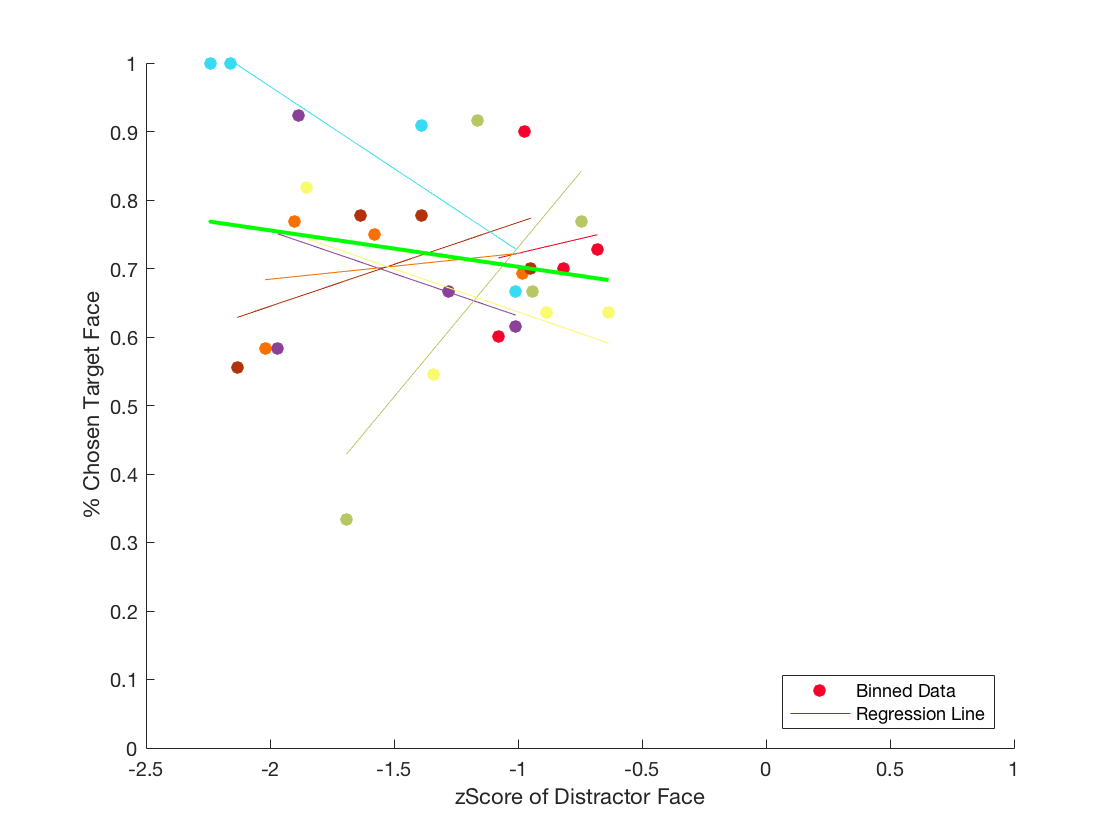 % Chosen Target Face
1
0.9
0.8
0.7
0.6
0.5
0.4
0.3
0.2
0.1
0
-2.5 -2 -1.5 -1 -0.5 0 0.5 1
zScore of Distractor Face
Binned Data
Regression Line